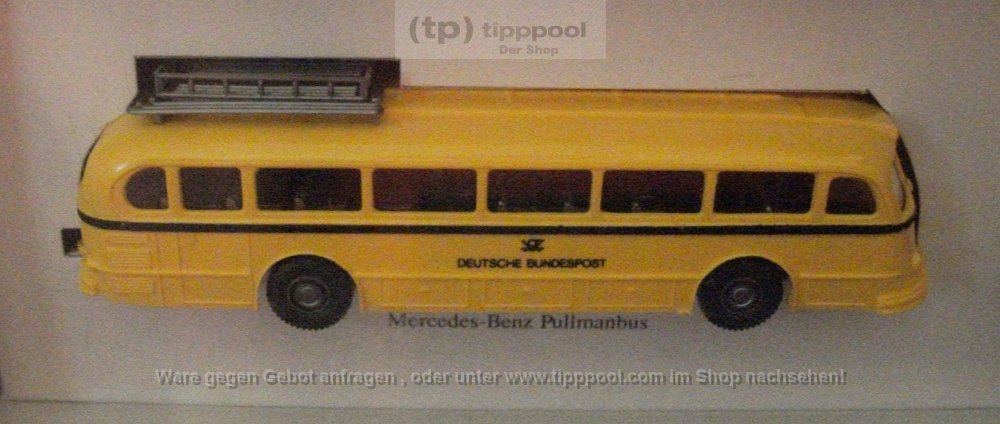 (tp) tipppool
Der Shop
DEUTSCHE BUNDESPOST
Mercedes-Benz Pullmanbus
Ware gegen Gebot anfragen , oder unter www.tipppool.com im Shop nachsehen!